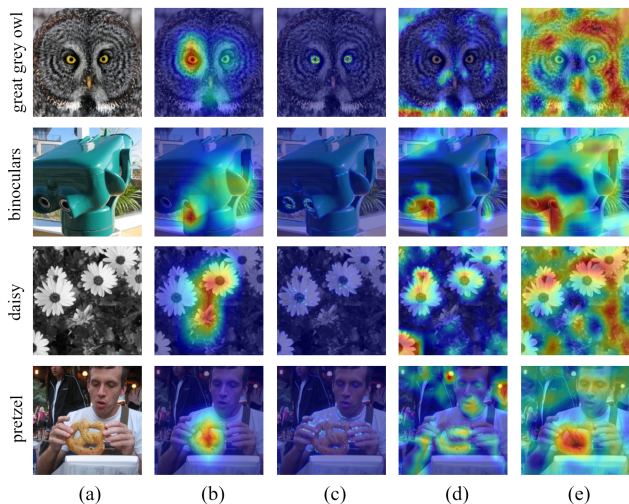 great grey owl
binoculars
daisy
pretzel
(a) (b) (c) (d) (e)